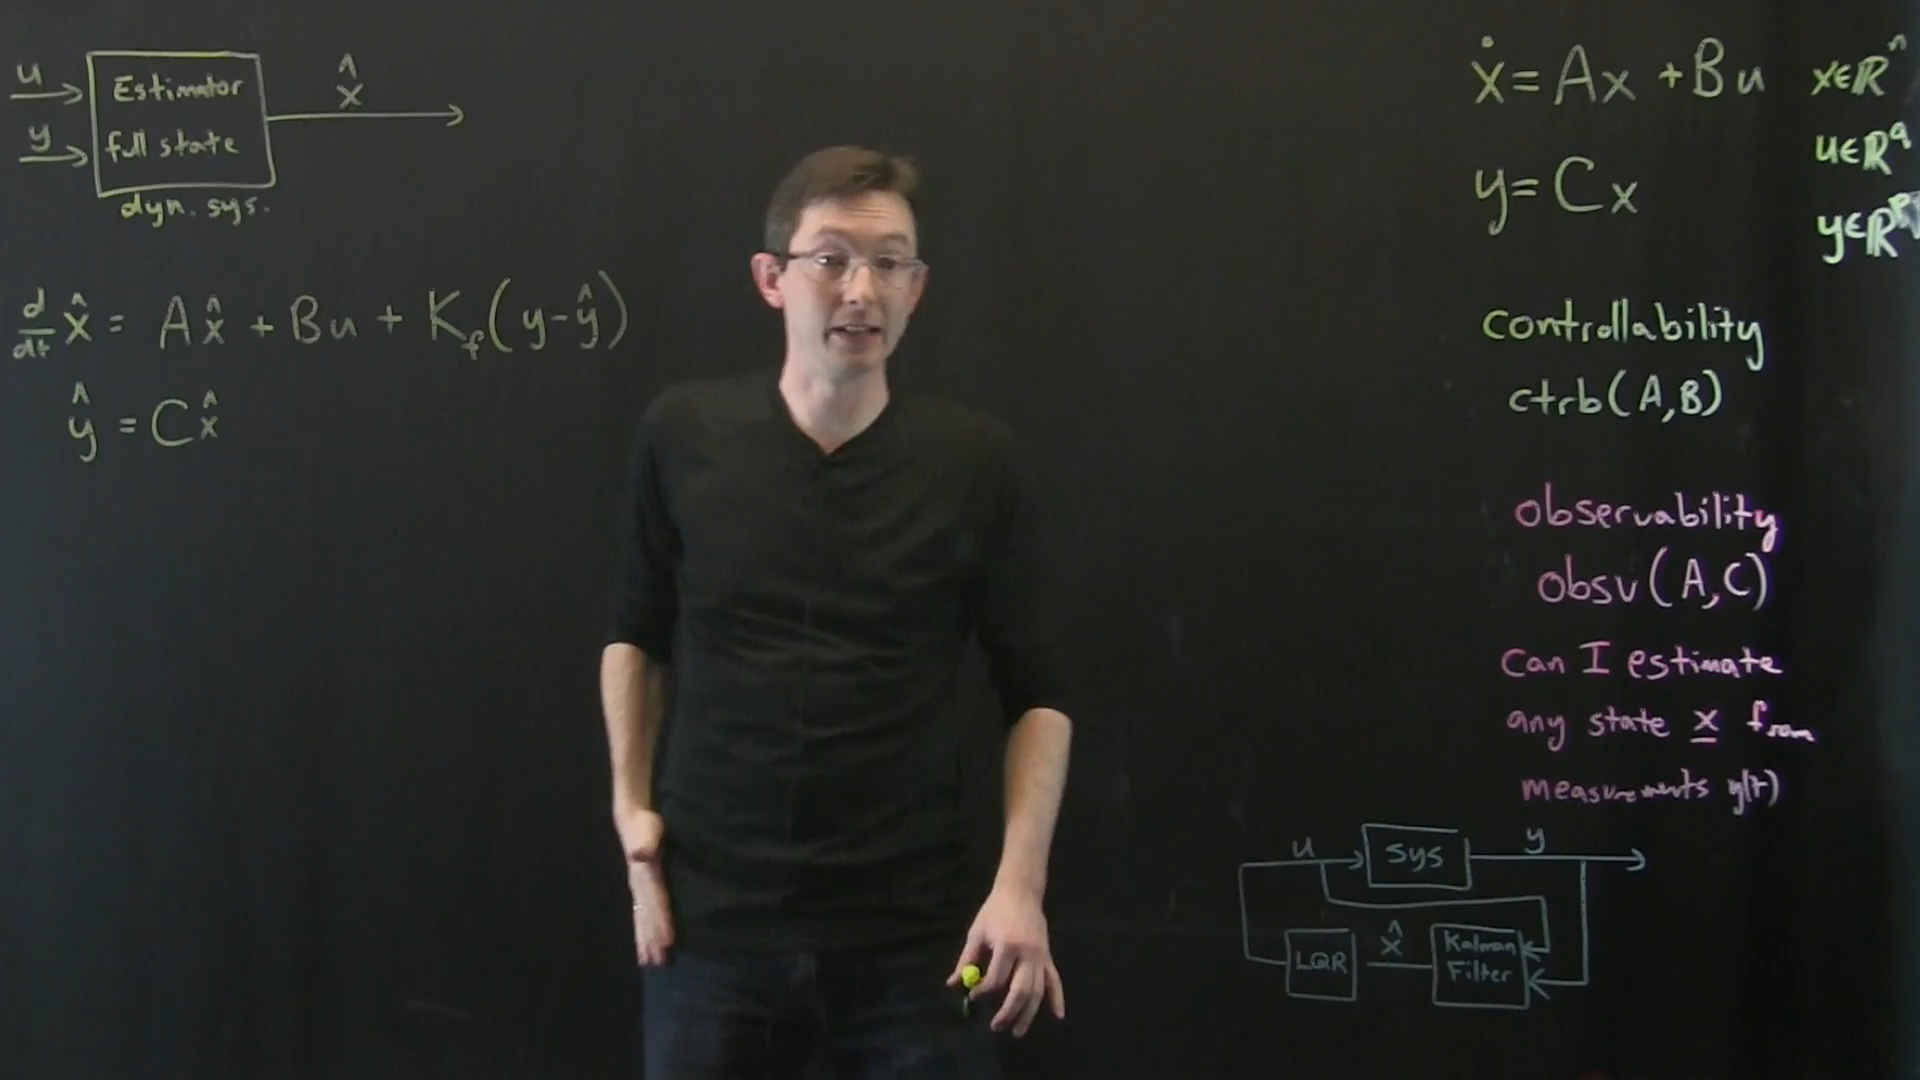 u
Estimator
x̂
y
full state
dyn. sys.
d/dt x̂ = Ax̂ + Bu + K_f(y-ŷ)
ŷ = Cx̂
ẋ = Ax + Bu x∈ℝⁿ
u∈ℝ^q
y = Cx
y∈ℝ^p
controllability
ctrb(A,B)
observability
obsv(A,C)
can I estimate
any state x from
measurements y(t)
u sys y
LQR x̂ Kalman
Filter